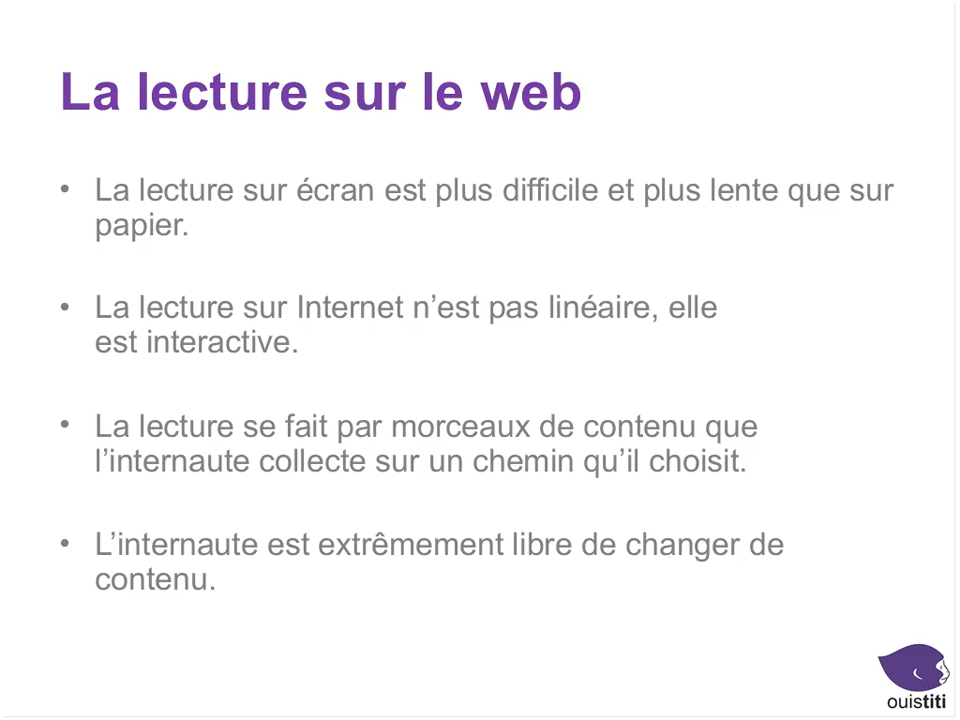 La lecture sur le web
• La lecture sur écran est plus difficile et plus lente que sur
papier.
• La lecture sur Internet n’est pas linéaire, elle
est interactive.
• La lecture se fait par morceaux de contenu que
l’internaute collecte sur un chemin qu’il choisit.
• L’internaute est extrêmement libre de changer de
contenu.
ouistiti